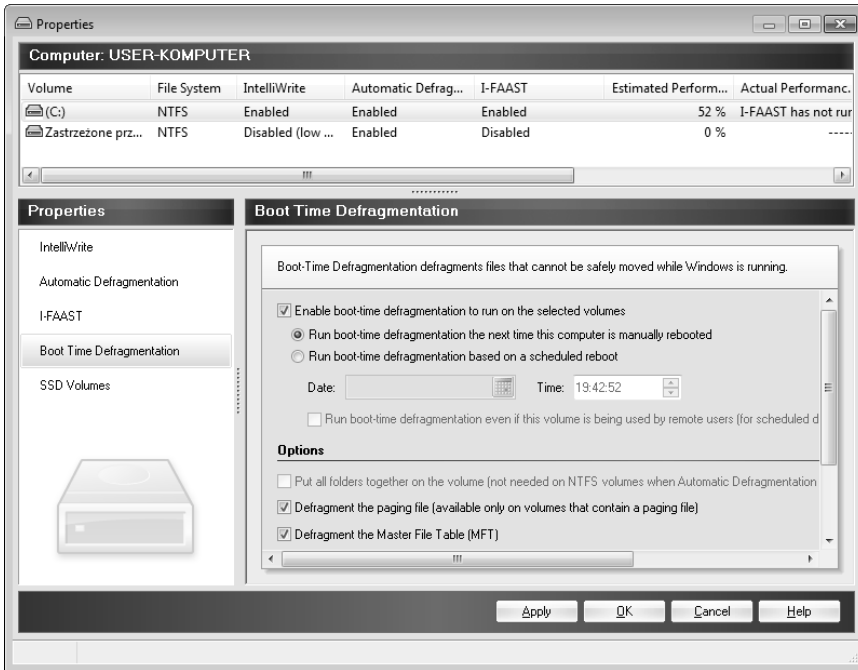 Properties
Computer: USER-KOMPUTER
Volume File System IntelliWrite Automatic Defrag... I-FAAST Estimated Perform... Actual Performanc.
(C:) NTFS Enabled Enabled Enabled 52 % I-FAAST has not rur
Zastrzeżone prz... NTFS Disabled (low ... Enabled Disabled 0 % ----
Properties
Boot Time Defragmentation
IntelliWrite
Automatic Defragmentation
I-FAAST
Boot Time Defragmentation
SSD Volumes
Boot-Time Defragmentation defragments files that cannot be safely moved while Windows is running.
Enable boot-time defragmentation to run on the selected volumes
Run boot-time defragmentation the next time this computer is manually rebooted
Run boot-time defragmentation based on a scheduled reboot
Date: Time: 19:42:52
Run boot-time defragmentation even if this volume is being used by remote users (for scheduled d
Options
Put all folders together on the volume (not needed on NTFS volumes when Automatic Defragmentation
Defragment the paging file (available only on volumes that contain a paging file)
Defragment the Master File Table (MFT)
Apply OK Cancel Help